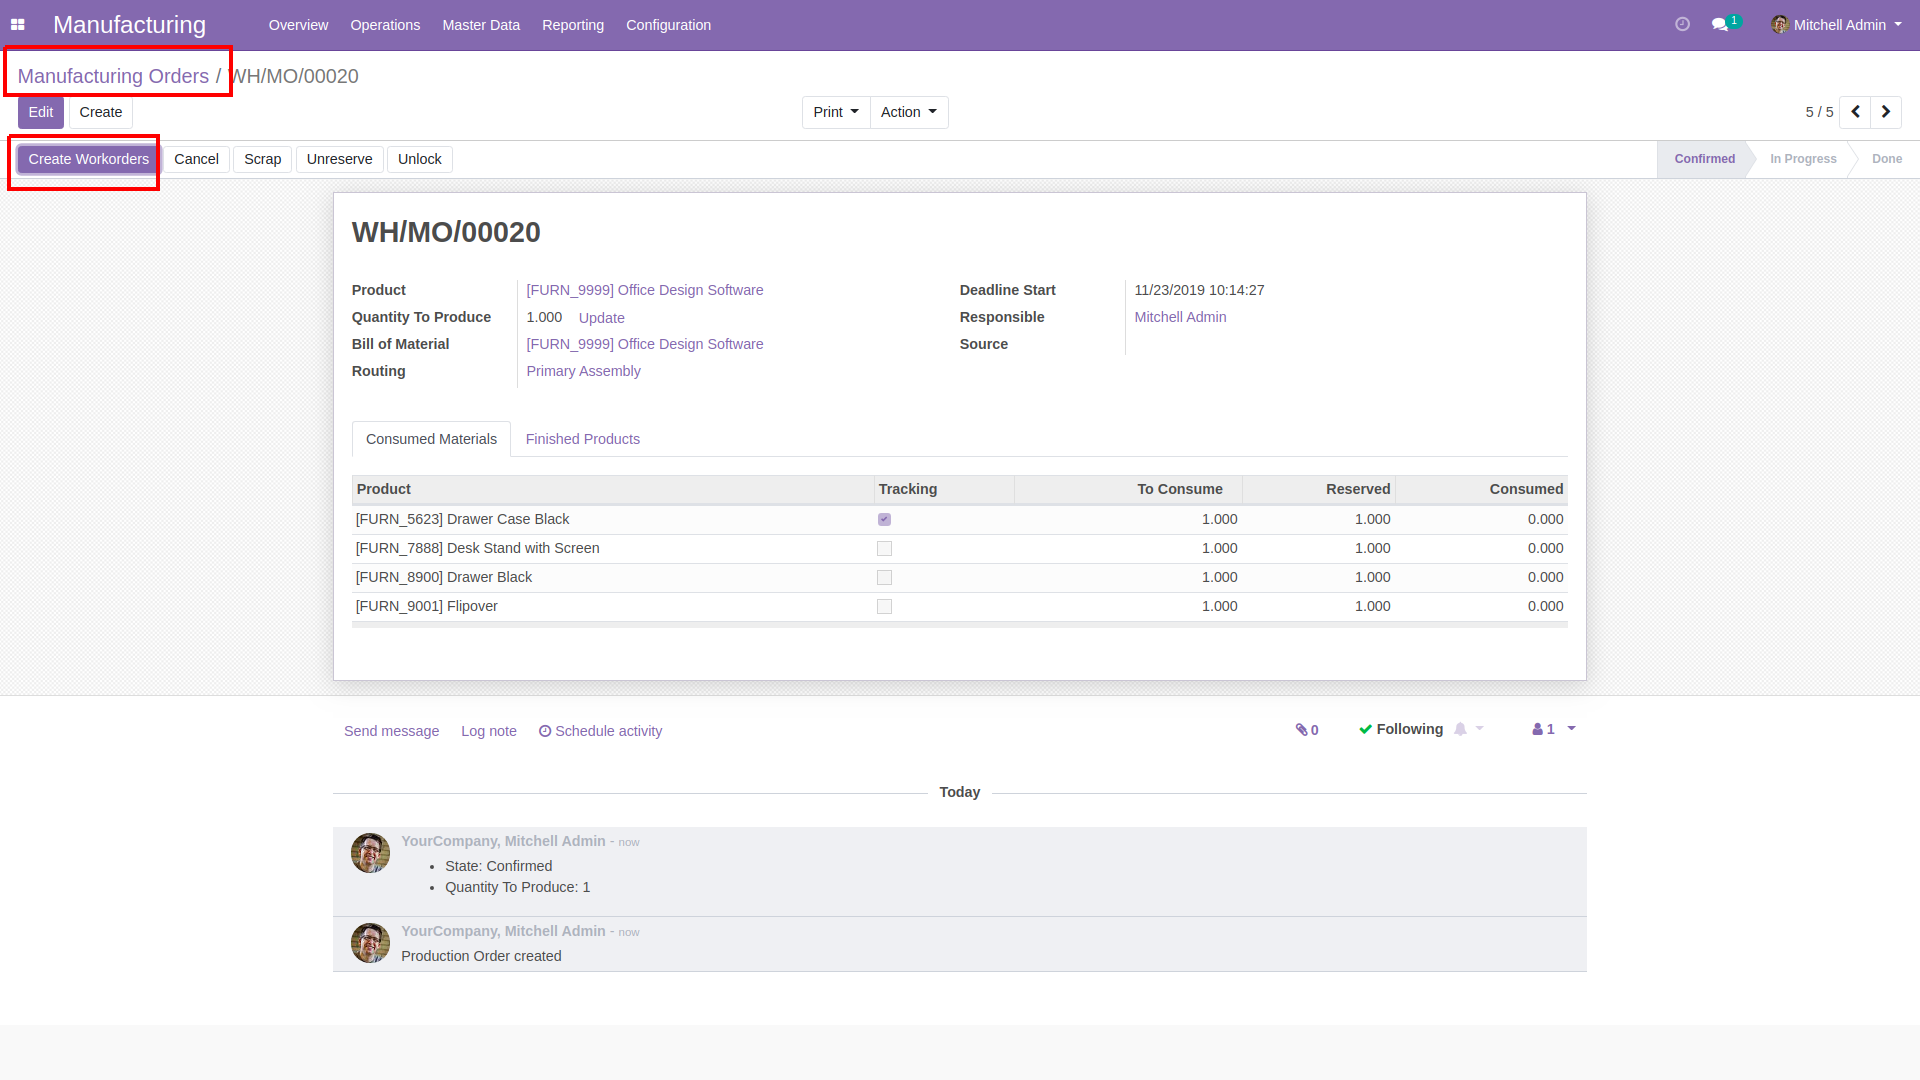 Manufacturing Overview Operations Master Data Reporting Configuration 1 Mitchell Admin
Manufacturing Orders / WH/MO/00020
Edit Create Print Action 5 / 5
Create Workorders Cancel Scrap Unreserve Unlock Confirmed In Progress Done
WH/MO/00020
Product [FURN_9999] Office Design Software Deadline Start 11/23/2019 10:14:27
Quantity To Produce 1.000 Update Responsible Mitchell Admin
Bill of Material [FURN_9999] Office Design Software Source
Routing Primary Assembly
Consumed Materials Finished Products
Product Tracking To Consume Reserved Consumed
[FURN_5623] Drawer Case Black 1.000 1.000 0.000
[FURN_7888] Desk Stand with Screen 1.000 1.000 0.000
[FURN_8900] Drawer Black 1.000 1.000 0.000
[FURN_9001] Flipover 1.000 1.000 0.000
Send message Log note Schedule activity 0 Following 1
Today
YourCompany, Mitchell Admin - now
• State: Confirmed
• Quantity To Produce: 1
YourCompany, Mitchell Admin - now
Production Order created